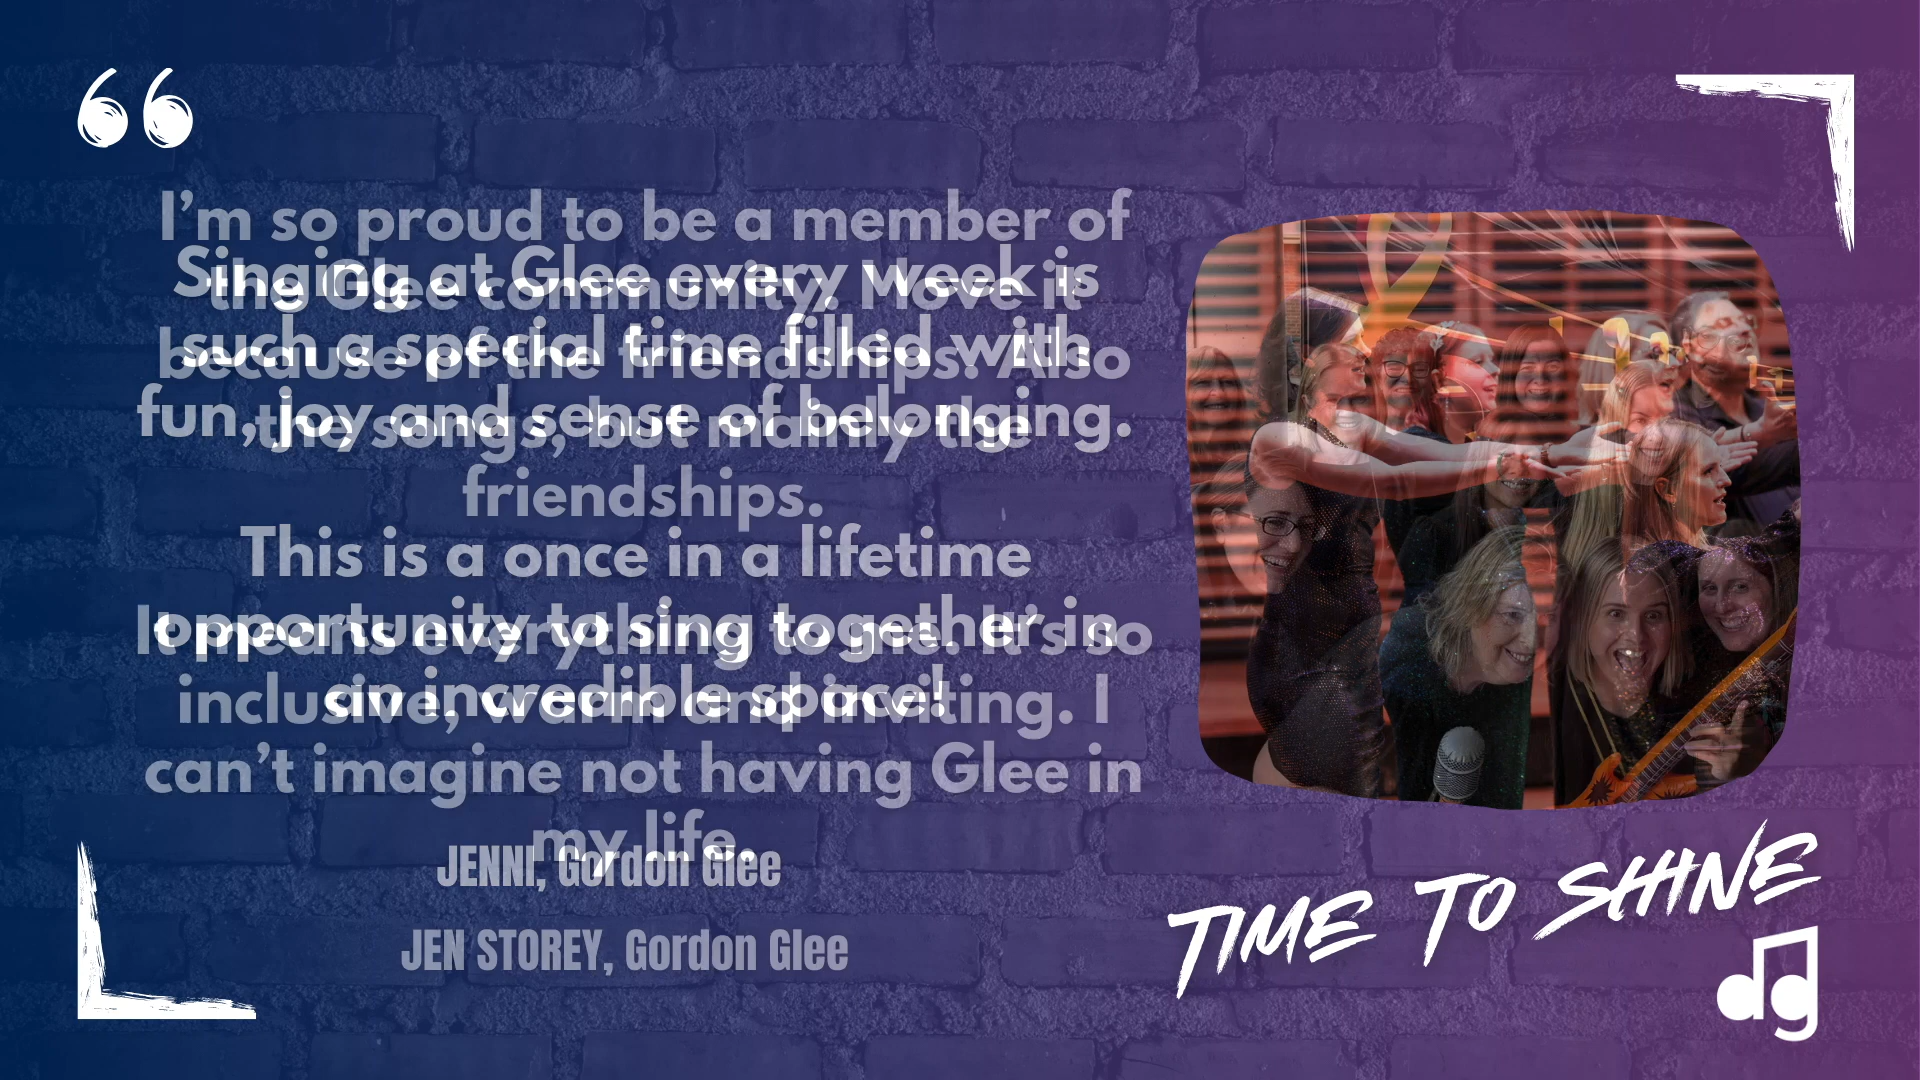 I’m so proud to be a member of
the Glee community. I love it
because of the friendships. Also
the songs, but mainly the
friendships.
It means everything to me. It’s so
inclusive, warm and inviting. I
can’t imagine not having Glee in
my life.
Singing at Glee every week is
such a special time filled with
fun, joy and sense of belonging.
This is a once in a lifetime
opportunity to sing together in
an incredible space!
JENNI, Gordon Glee
JEN STOREY, Gordon Glee
TIME TO SHINE
dg